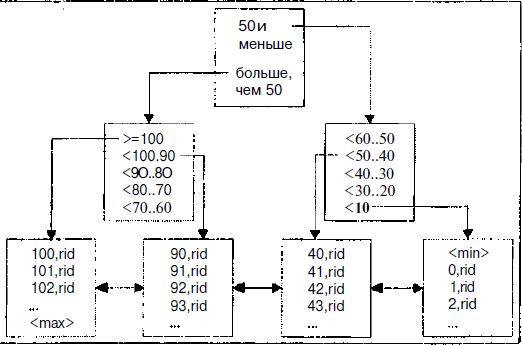 50и
меньше
больше,
чем 50
>=100
<100.90
<9O..8O
<80..70
<70..60
<60..50
<50..40
<40..30
<30..20
<10
100,rid
101,rid
102,rid
...
<max>
90,rid
91,rid
92,rid
93,rid
...
40,rid
41,rid
42,rid
43,rid
...
<min>
0,rid
1,rid
2,rid
...